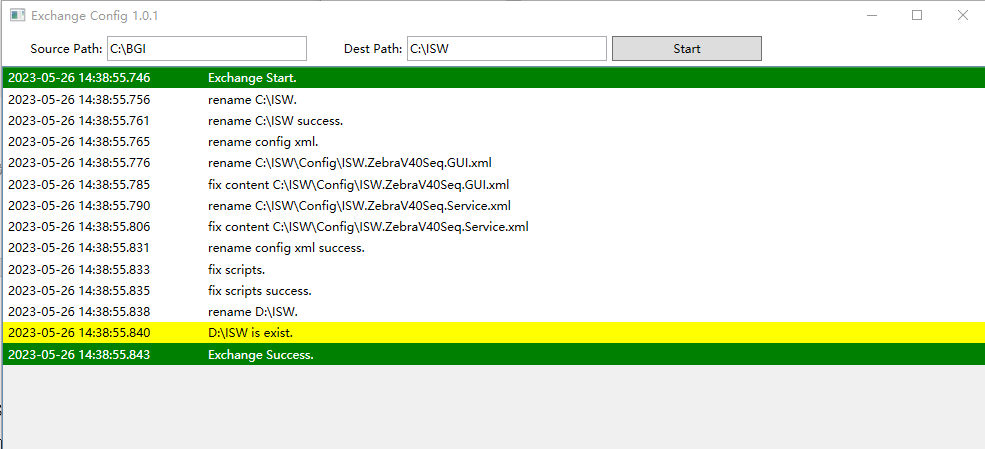 Exchange Config 1.0.1
Source Path: C:\BGI Dest Path: C:\ISW Start
2023-05-26 14:38:55.746 Exchange Start.
2023-05-26 14:38:55.756 rename C:\ISW.
2023-05-26 14:38:55.761 rename C:\ISW success.
2023-05-26 14:38:55.765 rename config xml.
2023-05-26 14:38:55.776 rename C:\ISW\Config\ISW.ZebraV40Seq.GUI.xml
2023-05-26 14:38:55.785 fix content C:\ISW\Config\ISW.ZebraV40Seq.GUI.xml
2023-05-26 14:38:55.790 rename C:\ISW\Config\ISW.ZebraV40Seq.Service.xml
2023-05-26 14:38:55.806 fix content C:\ISW\Config\ISW.ZebraV40Seq.Service.xml
2023-05-26 14:38:55.831 rename config xml success.
2023-05-26 14:38:55.833 fix scripts.
2023-05-26 14:38:55.835 fix scripts success.
2023-05-26 14:38:55.838 rename D:\ISW.
2023-05-26 14:38:55.840 D:\ISW is exist.
2023-05-26 14:38:55.843 Exchange Success.